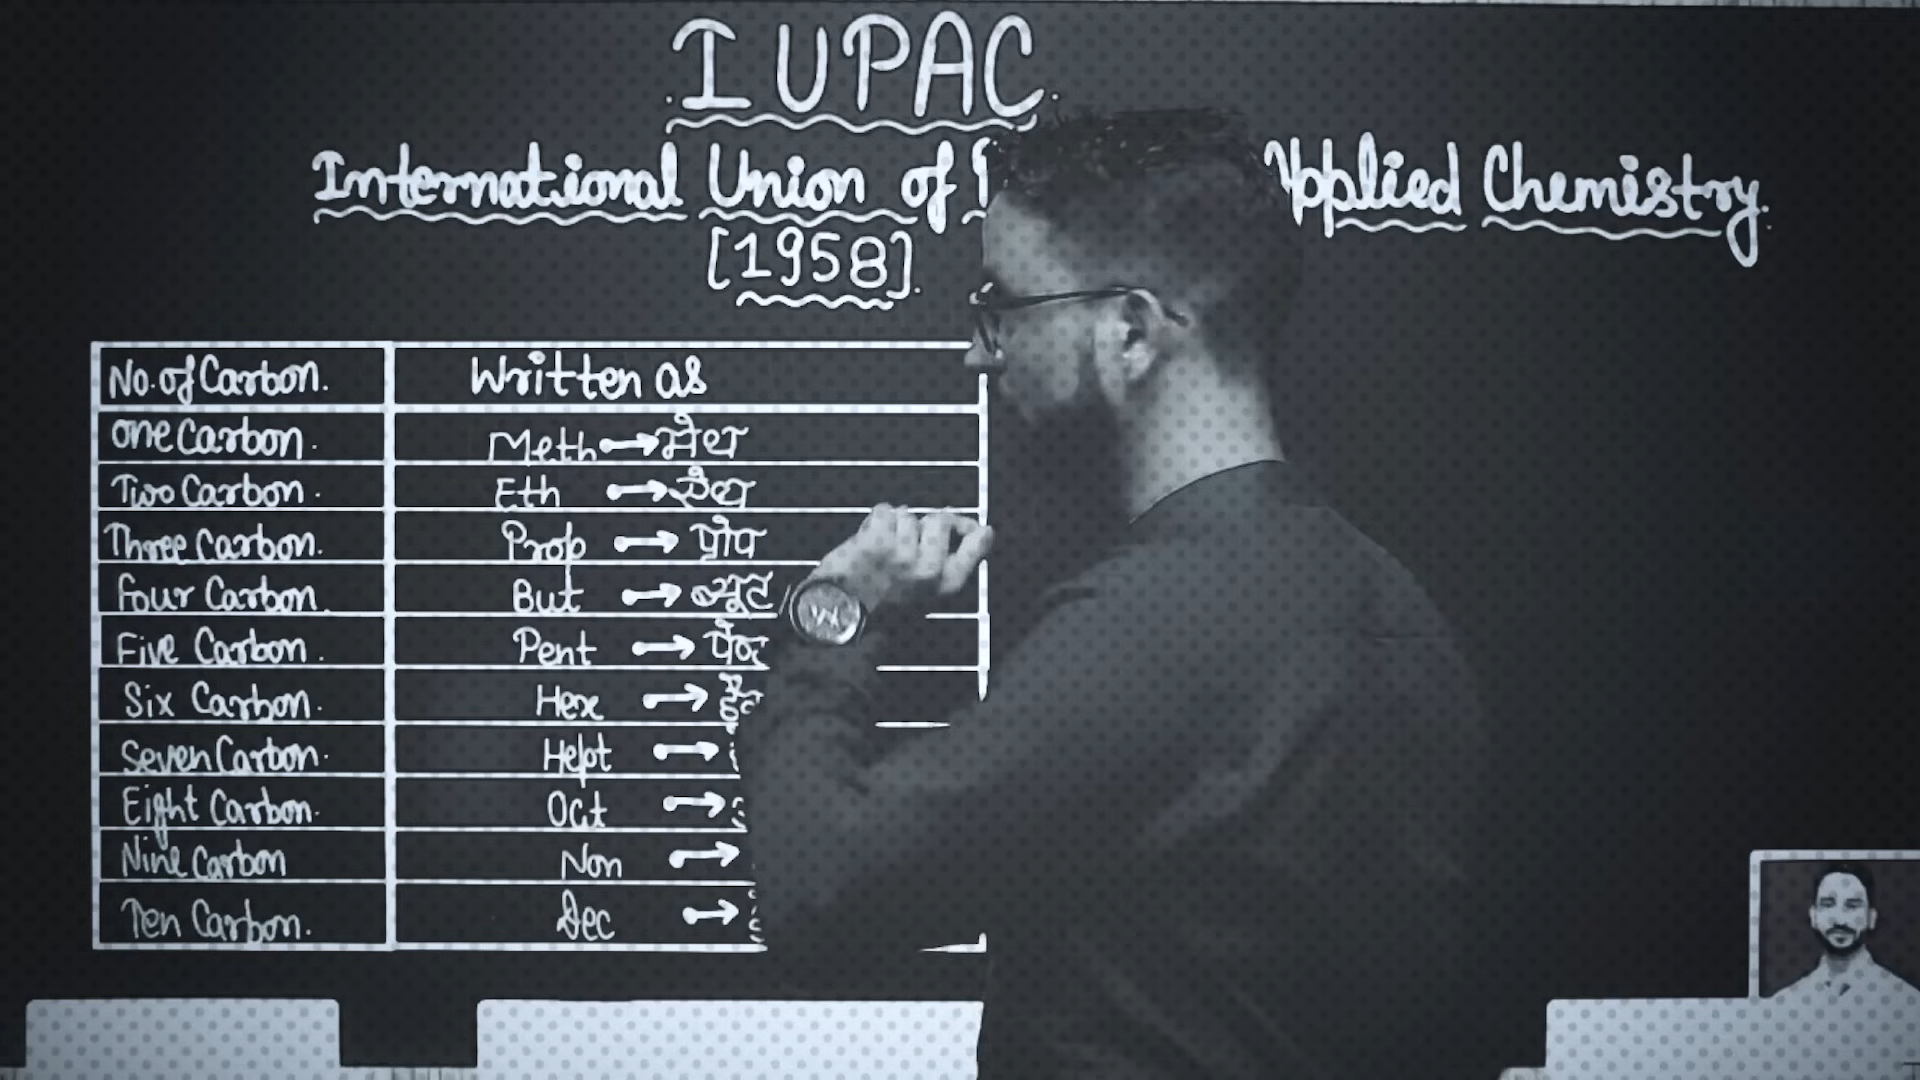 IUPAC
International Union of Applied Chemistry.
[1958].
No. of Carbon. Written as
one Carbon. Meth → मेथ
Two Carbon. Eth → ऐथ
Three Carbon. Prop → प्रोप
four Carbon. But → ब्यूट
Five Carbon. Pent → पेन्ट
Six Carbon. Hex →
Seven Carbon. Hept →
Eight Carbon. Oct →
Nine Carbon Non →
Ten Carbon. Dec →